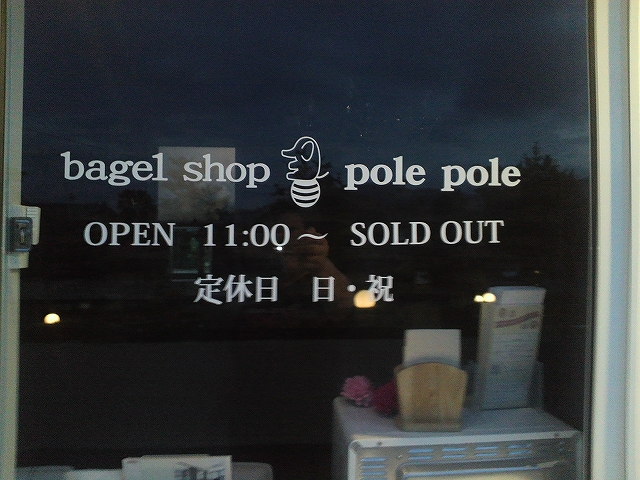 bagel shop pole pole
OPEN 11:00～ SOLD OUT
定休日 日・祝